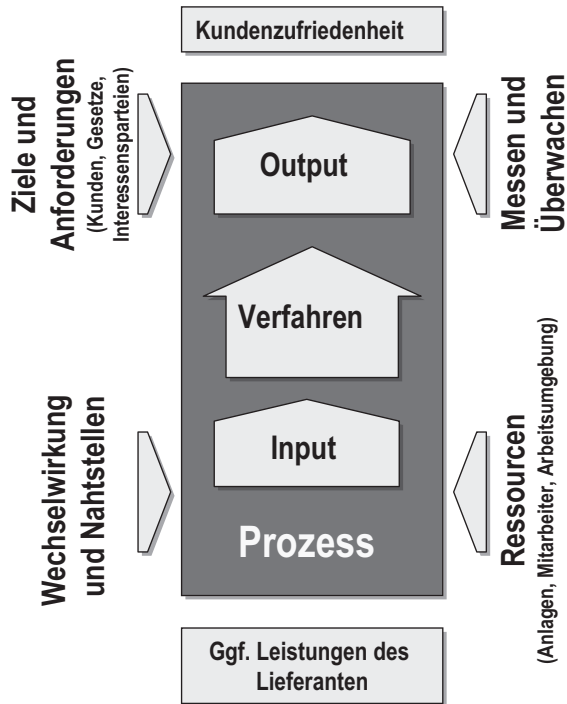 Kundenzufriedenheit
Ziele und
Anforderungen
(Kunden, Gesetze,
Interessensparteien)
Output
Messen und
Überwachen
Verfahren
Wechselwirkung
und Nahtstellen
Input
Ressourcen
(Anlagen, Mitarbeiter, Arbeitsumgebung)
Prozess
Ggf. Leistungen des
Lieferanten